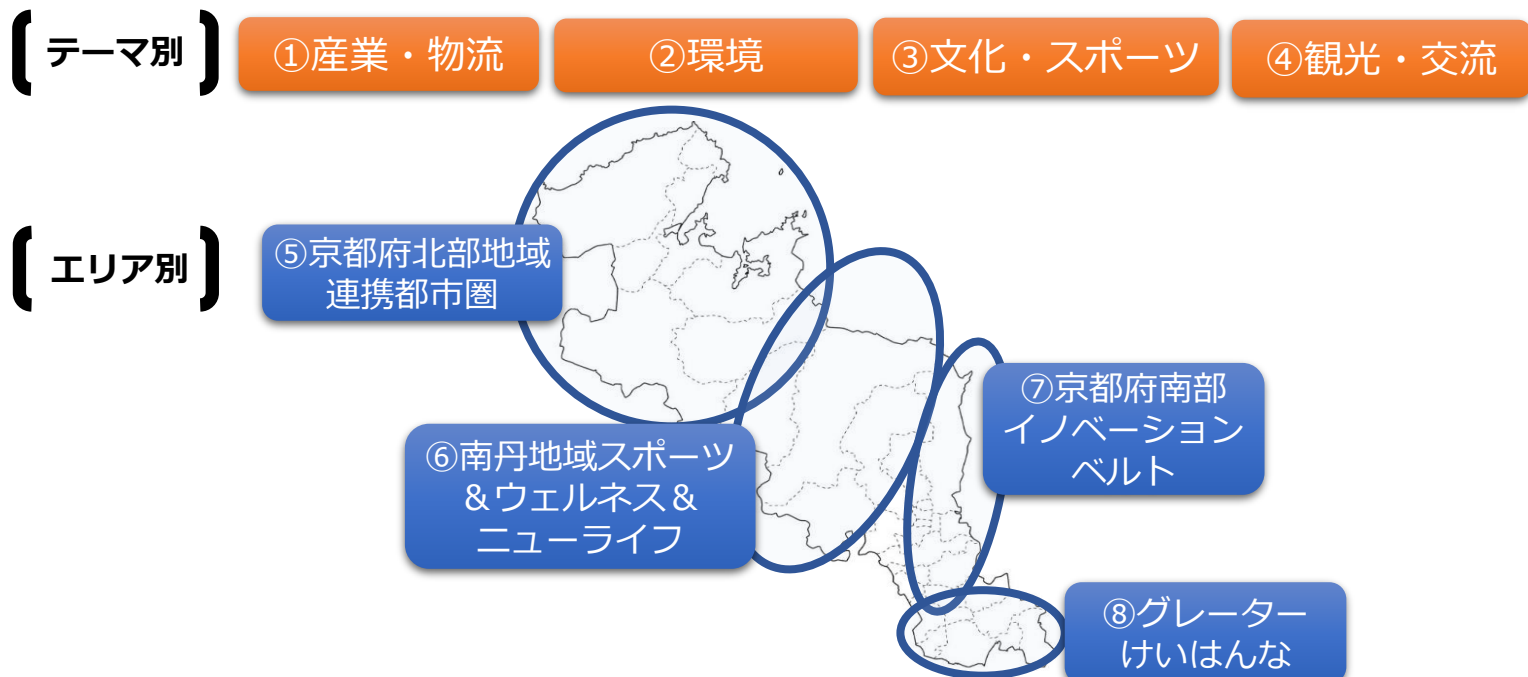 【テーマ別】
①産業・物流
②環境
③文化・スポーツ
④観光・交流
【エリア別】
⑤京都府北部地域
連携都市圏
⑥南丹地域スポーツ
＆ウェルネス＆
ニューライフ
⑦京都府南部
イノベーション
ベルト
⑧グレーター
けいはんな